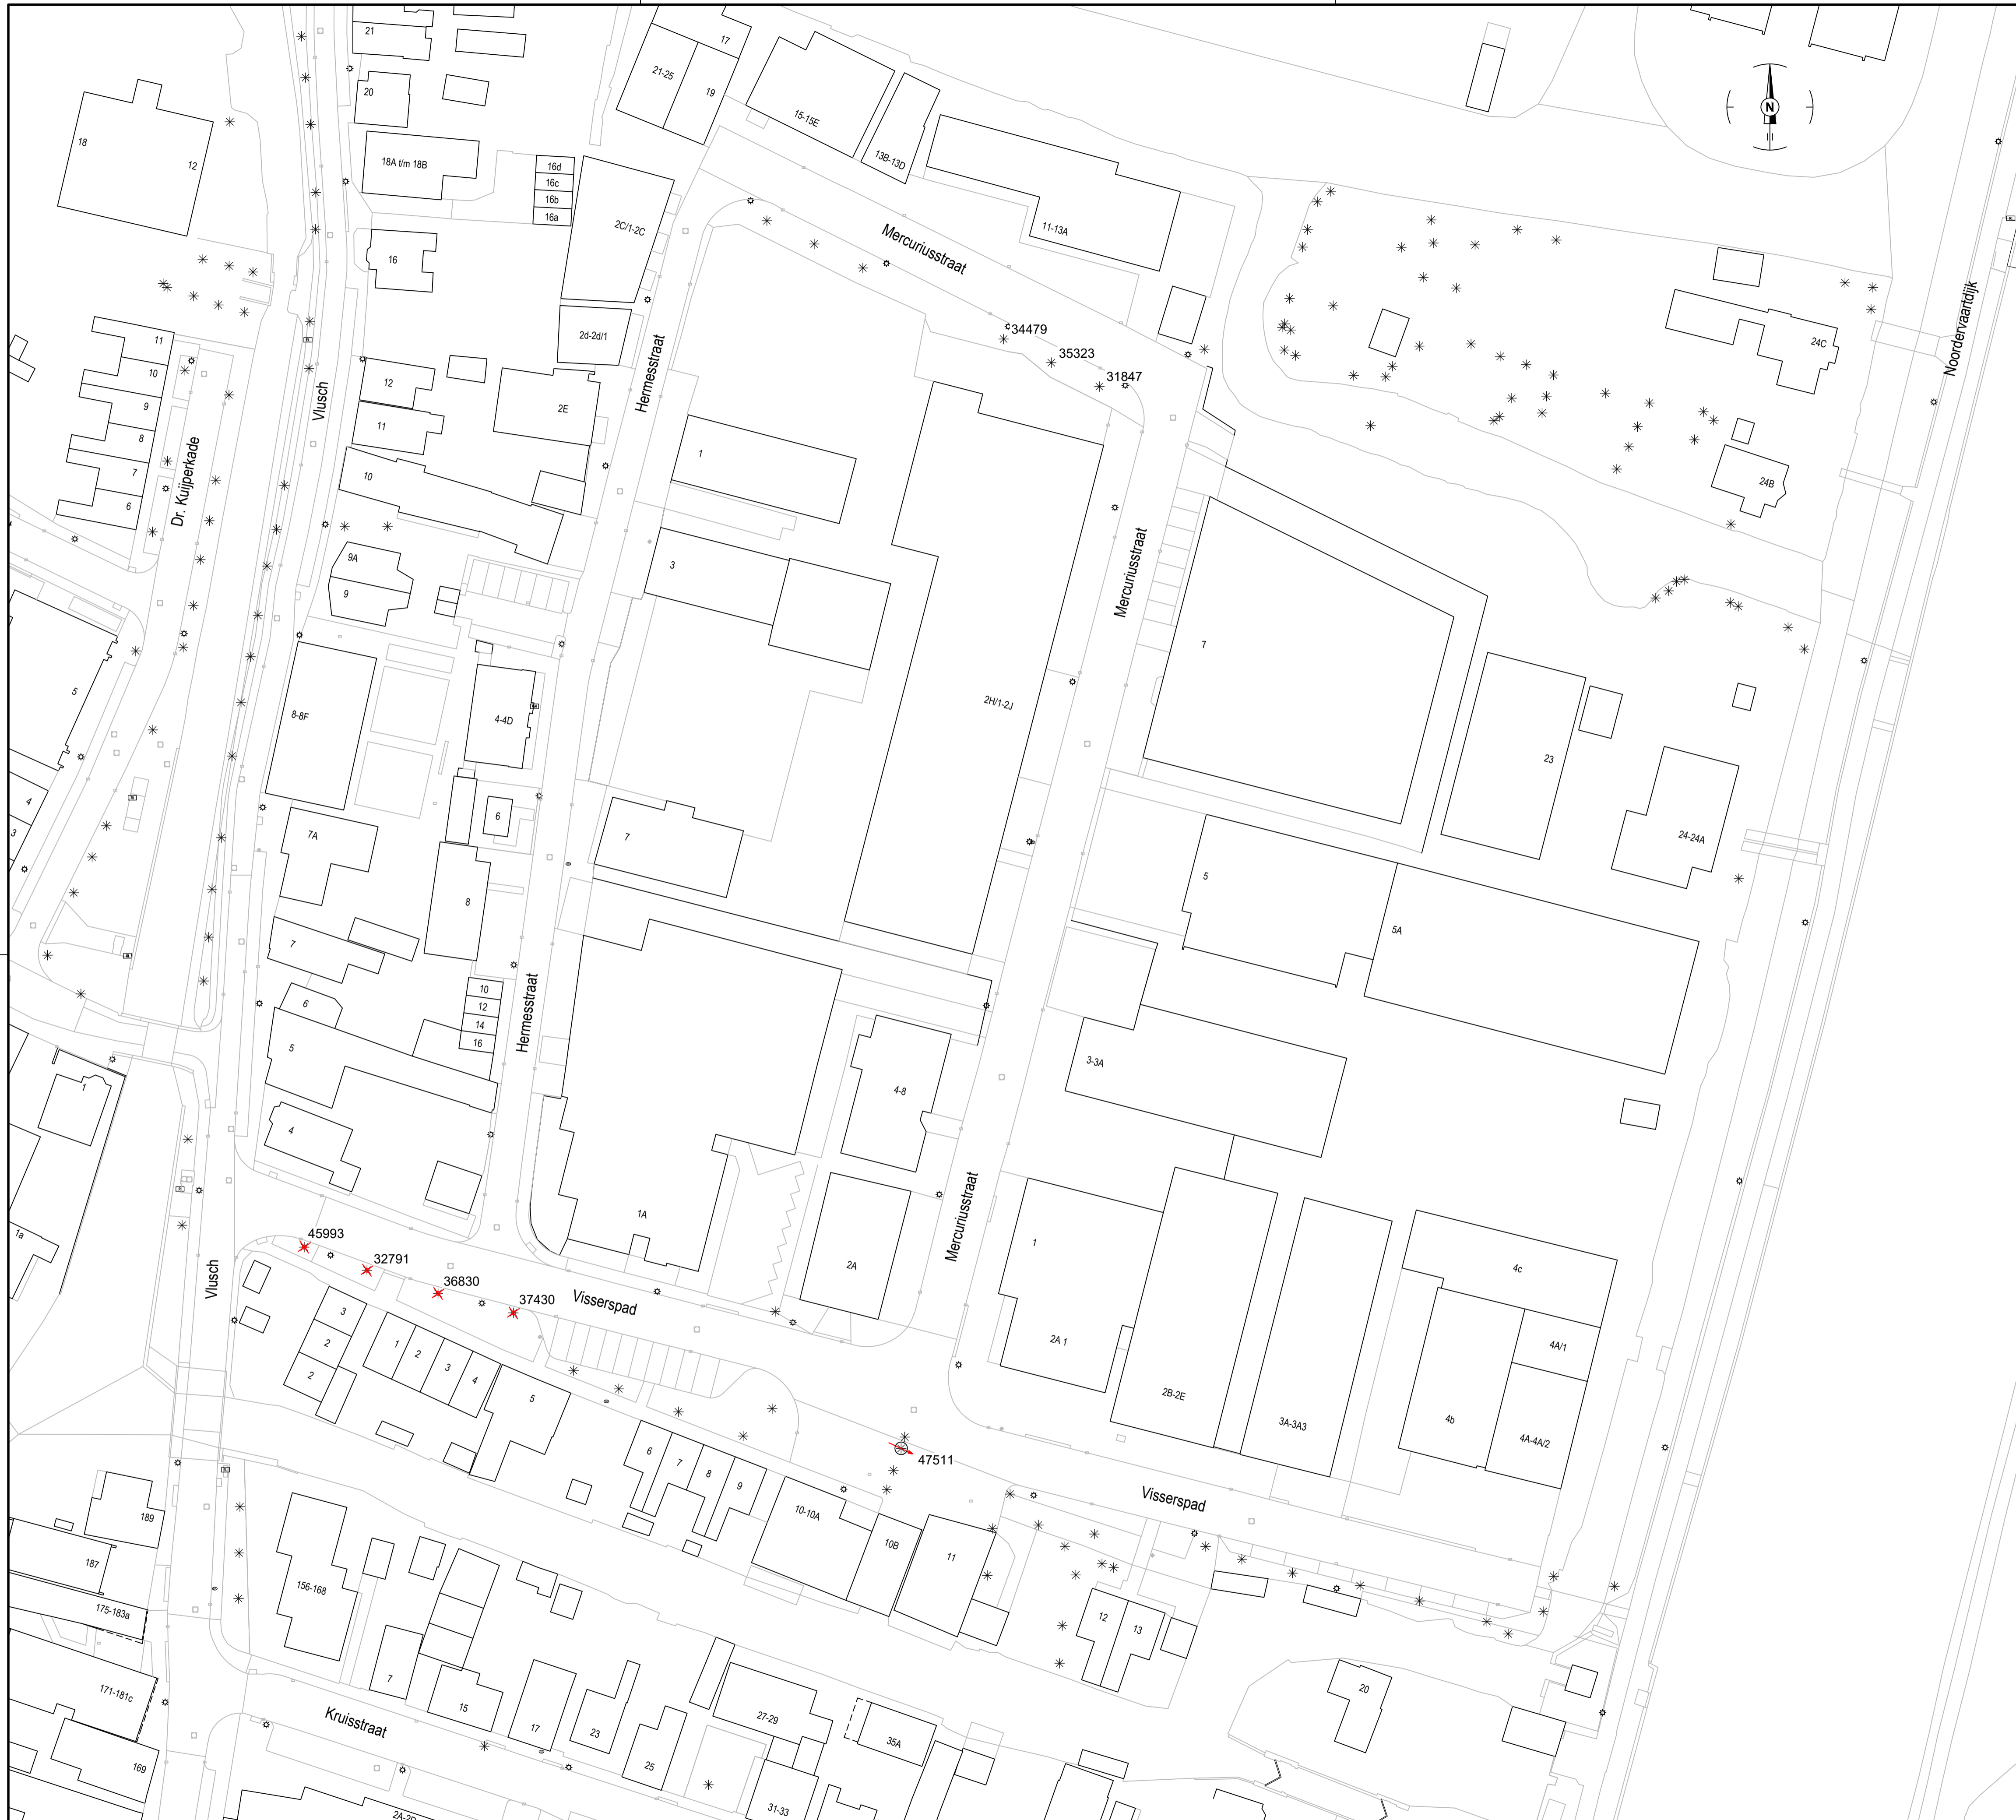 21
17
21-25
19
20
15-15E
N
18
12
18A t/m 18B
13B-13D
16d
16c
16b
16a
2C/1-2C
11-13A
Mercuriusstraat
16
Noordervaartdijk
2d-2d/1
34479
35323
31847
24C
11
10
9
8
7
6
12
11
10
2E
Vlusch
Hermesstraat
Dr. Kuijperkade
1
24B
9A
9
3
Mercuriusstraat
7
5
8-8F
4-4D
2H/1-2J
23
4
3
6
7A
7
24-24A
8
5
5A
7
6
10
12
14
16
Hermesstraat
5
3-3A
1
4-8
4
1A
Mercuriusstraat
1a
45993
32791
36830
37430
Vlusch
Visserspad
2A
1
2A 1
4c
4A/1
3
2
2
1
2
3
4
5
2B-2E
3A-3A3
4b
4A-4A/2
47511
6
7
8
9
10-10A
10B
11
Visserspad
189
187
175-183a
156-168
12
13
171-181c
169
7
15
17
23
25
27-29
35A
31-33
20
Kruisstraat